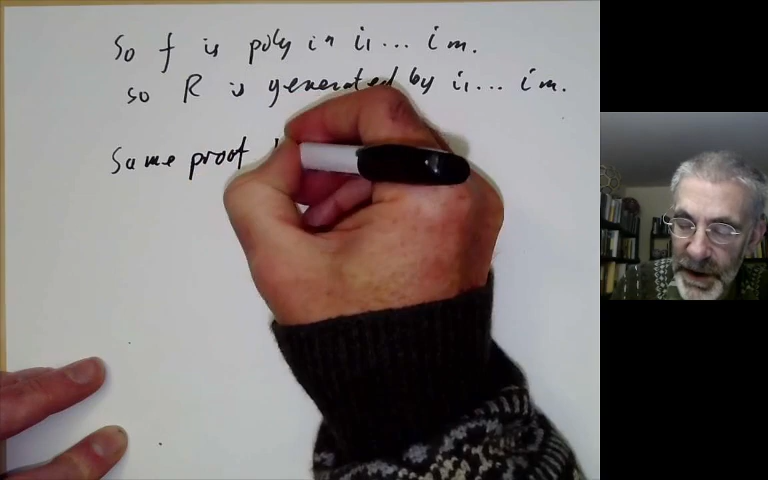 So f is poly in i1... im.
so R is generated by i1... im.
Same proof